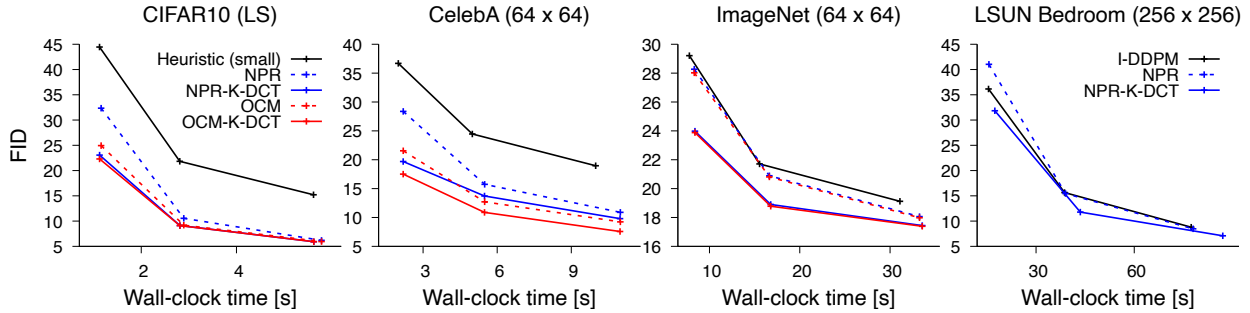 CIFAR10 (LS)
CelebA (64 x 64)
ImageNet (64 x 64)
LSUN Bedroom (256 x 256)
FID
45
40
35
30
25
20
15
10
5
2
4
Wall-clock time [s]
Heuristic (small)
NPR
NPR-K-DCT
OCM
OCM-K-DCT
40
35
30
25
20
15
10
5
0
3
6
9
Wall-clock time [s]
30
28
26
24
22
20
18
16
10
20
30
Wall-clock time [s]
45
40
35
30
25
20
15
10
5
30
60
Wall-clock time [s]
I-DDPM
NPR
NPR-K-DCT